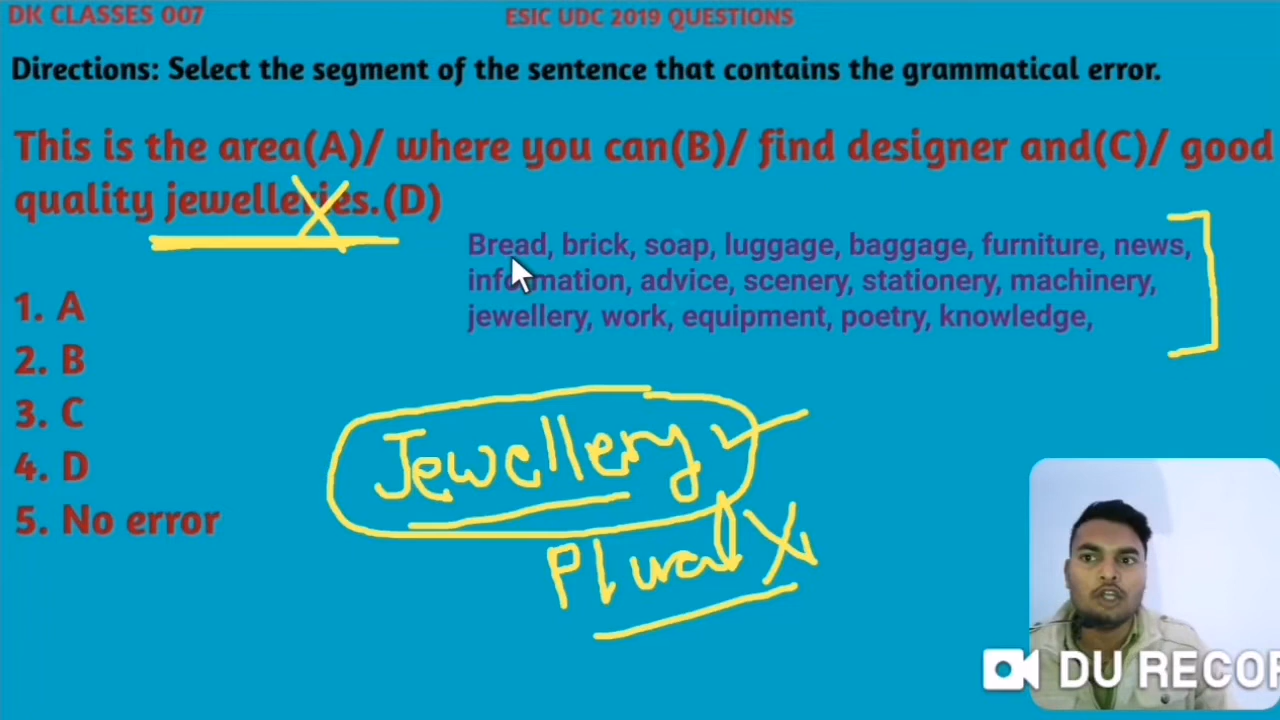 DK CLASSES 007
ESIC UDC 2019 QUESTIONS
Directions: Select the segment of the sentence that contains the grammatical error.
This is the area(A)/ where you can(B)/ find designer and(C)/ good
quality jewelleries.(D)
Bread, brick, soap, luggage, baggage, furniture, news,
information, advice, scenery, stationery, machinery,
jewellery, work, equipment, poetry, knowledge,
1. A
2. B
3. C
4. D
5. No error
Jewellery
Plural
DU RECOR